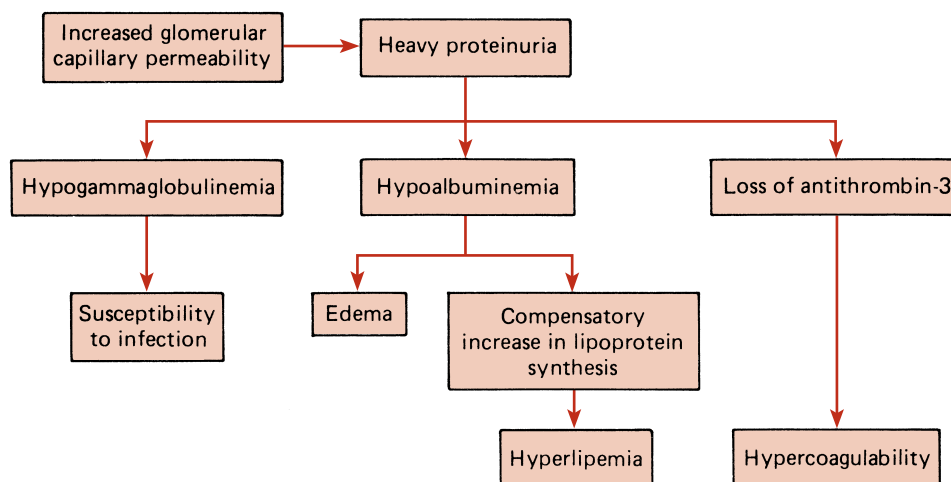 Increased glomerular
capillary permeability
Heavy proteinuria
Hypogammaglobulinemia
Hypoalbuminemia
Loss of antithrombin-3
Susceptibility
to infection
Edema
Compensatory
increase in lipoprotein
synthesis
Hyperlipemia
Hypercoagulability